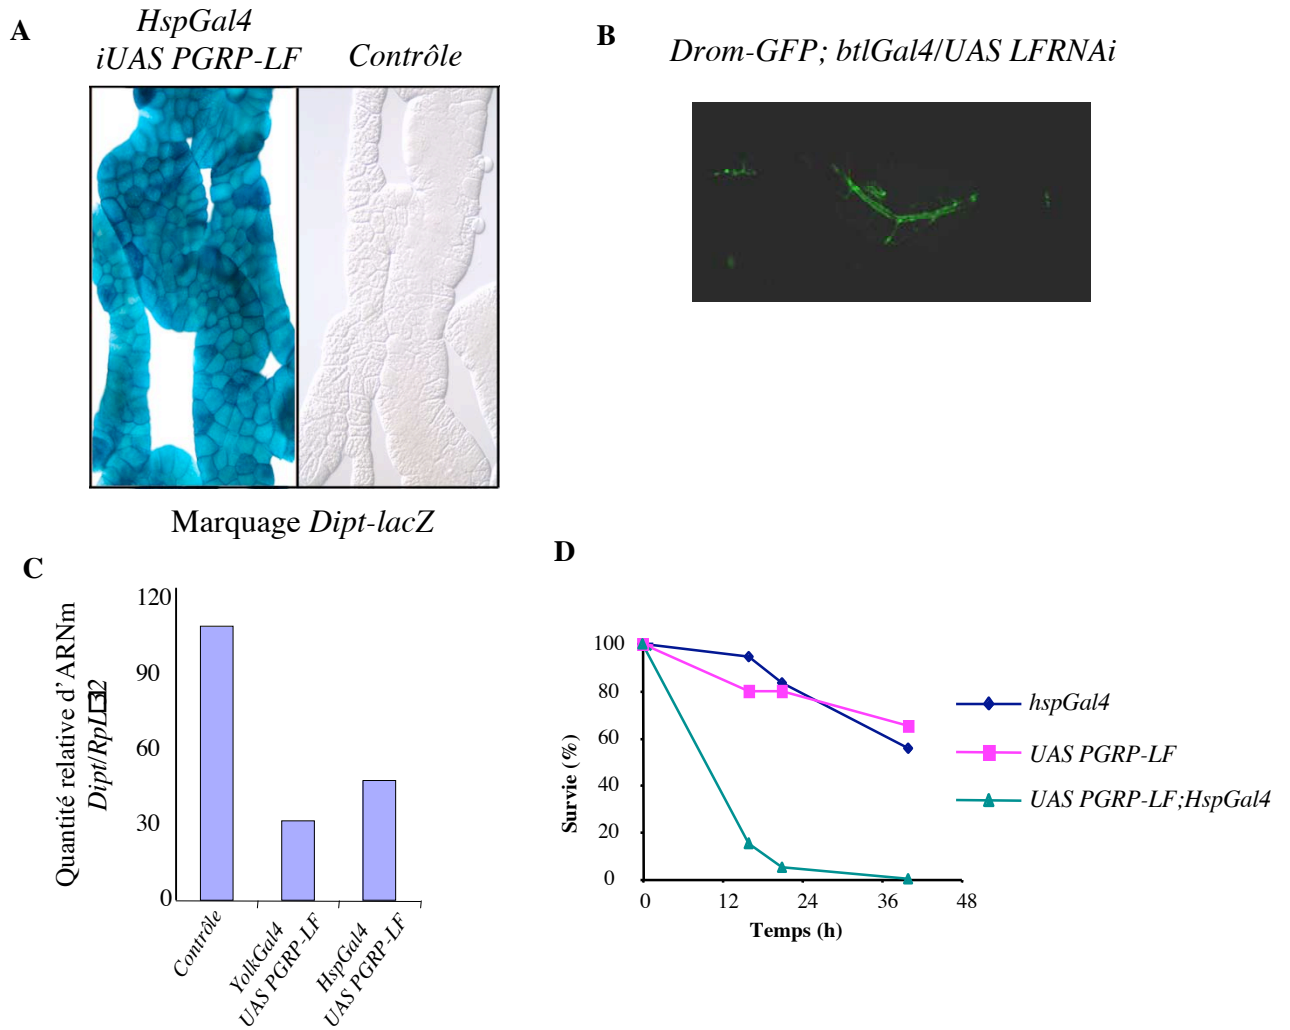 A
HspGal4
iUAS PGRP-LF
Contrôle
Marquage Dipt-lacZ
B
Drom-GFP; btlGal4/UAS LFRNAi
C
Quantité relative d'ARNm
Dipt/RpL
120
90
60
30
0
Contrôle
YolkGal4
UAS PGRP-LF
HspGal4
UAS PGRP-LF
D
Survie (%)
100
80
60
40
20
0
0 12 24 36 48
Temps (h)
hspGal4
UAS PGRP-LF
UAS PGRP-LF;HspGal4